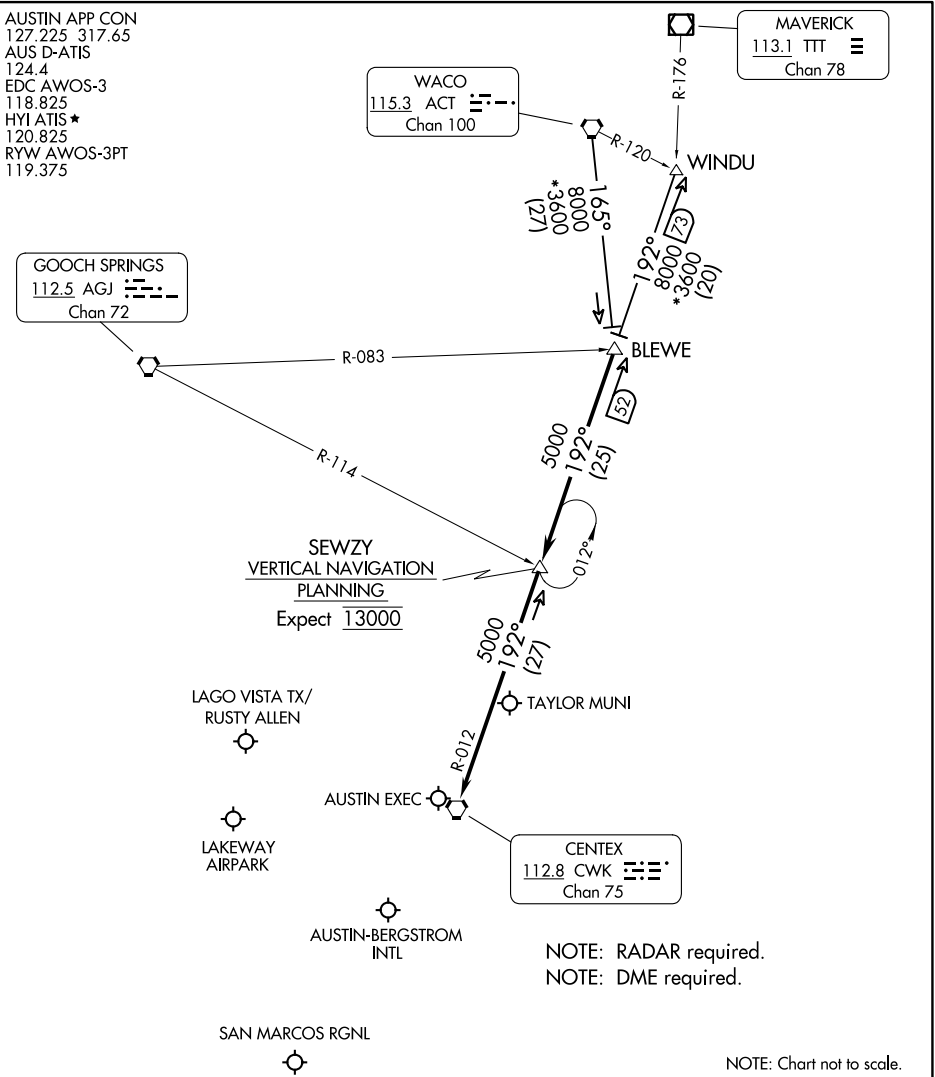 AUSTIN APP CON
127.225 317.65
AUS D-ATIS
124.4
EDC AWOS-3
118.825
HYI ATIS ★
120.825
RYW AWOS-3PT
119.375
MAVERICK
113.1 TTT
Chan 78
WACO
115.3 ACT
Chan 100
R-176
R-120
WINDU
165°
8000
*3600
(27)
73
192°
8000
*3600
(20)
GOOCH SPRINGS
112.5 AGJ
Chan 72
R-083
BLEWE
52
5000
192°
(25)
R-114
012°
SEWZY
VERTICAL NAVIGATION
PLANNING
Expect 13000
5000
192°
(27)
LAGO VISTA TX/
RUSTY ALLEN
TAYLOR MUNI
R-012
AUSTIN EXEC
LAKEWAY
AIRPARK
CENTEX
112.8 CWK
Chan 75
AUSTIN-BERGSTROM
INTL
NOTE: RADAR required.
NOTE: DME required.
SAN MARCOS RGNL
NOTE: Chart not to scale.